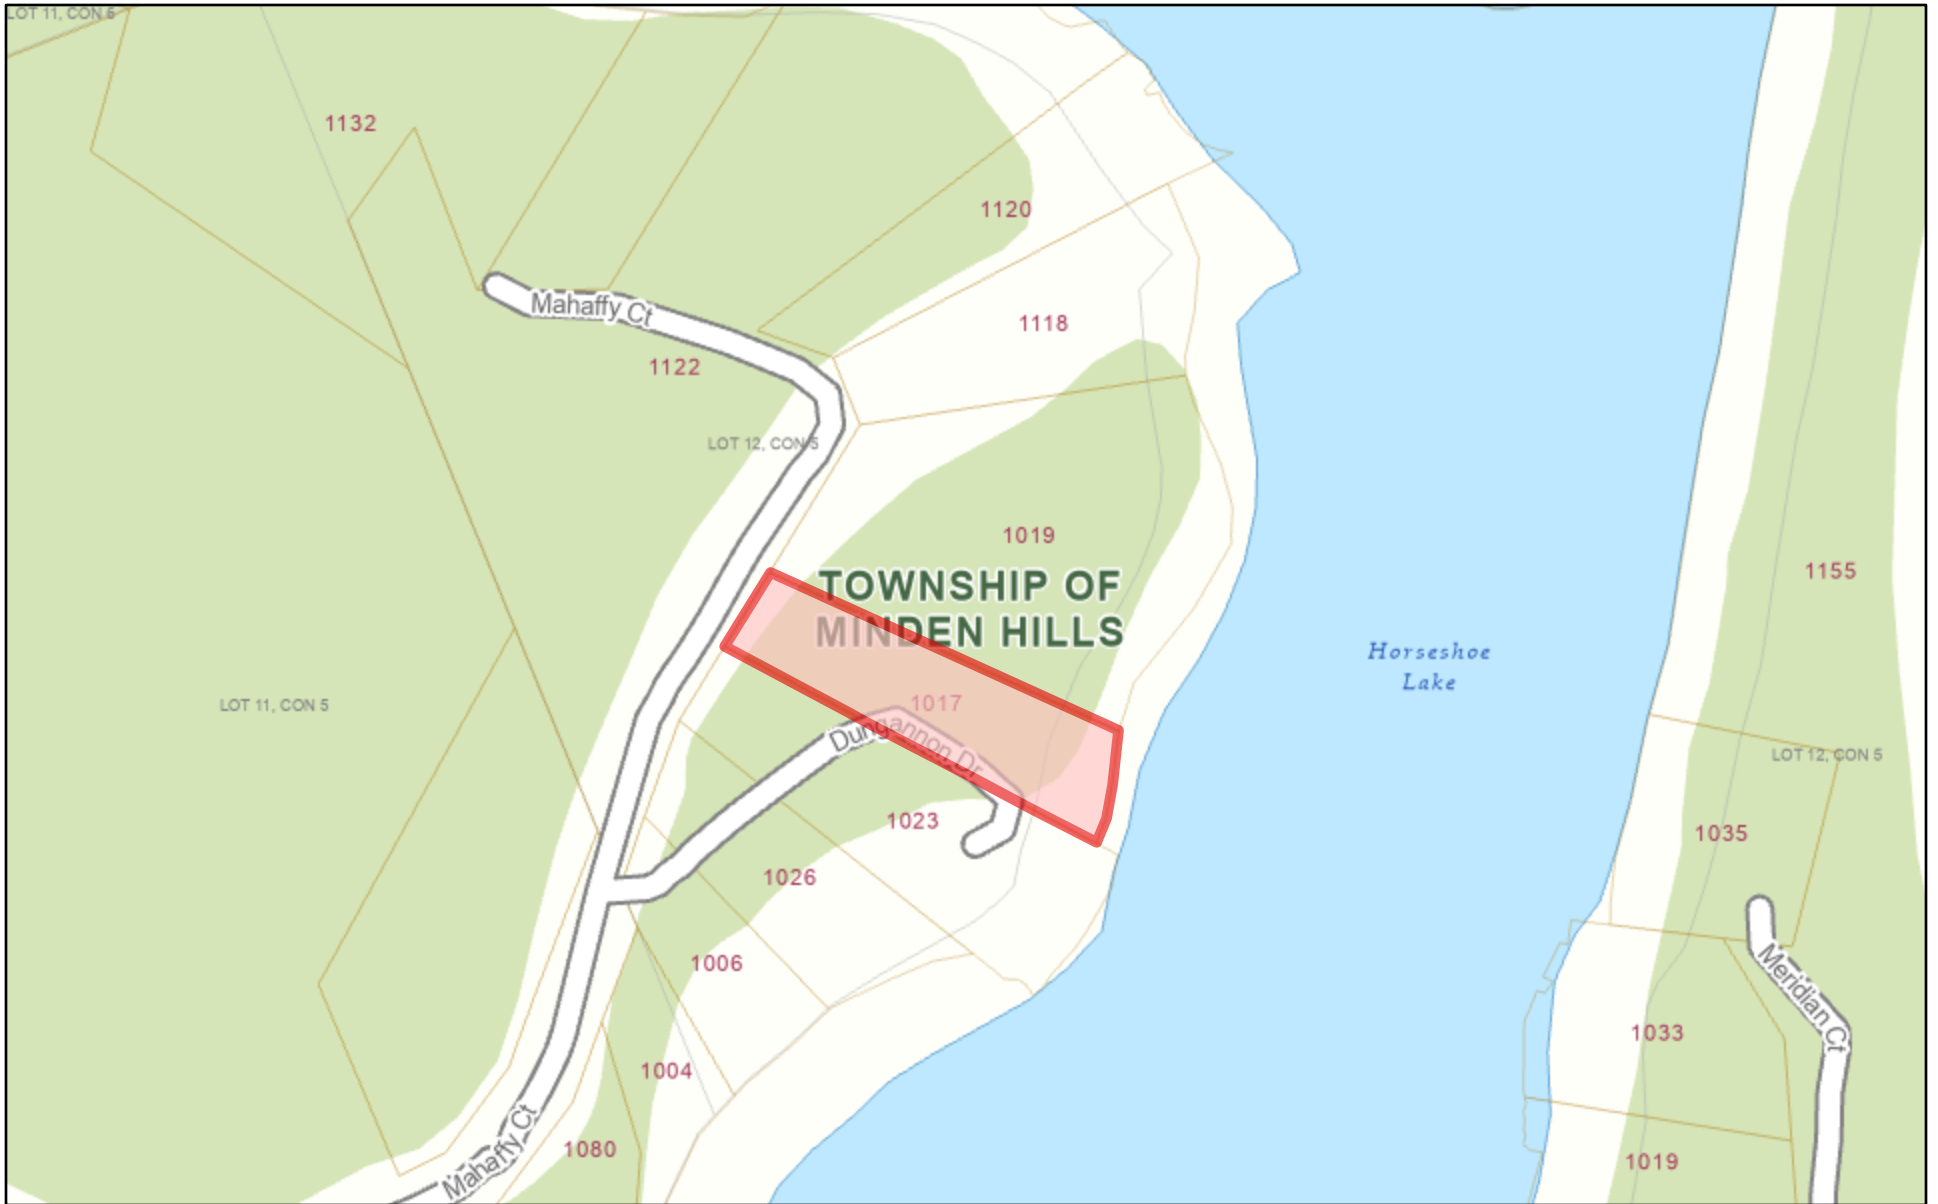 LOT 11, CON 5
1132
1120
Mahaffy Ct
1118
1122
LOT 12, CON 5
1019
TOWNSHIP OF
MINDEN HILLS
1155
Horseshoe
Lake
LOT 11, CON 5
1017
Dungannon Dr
LOT 12, CON 5
1023
1035
1026
1006
Meridian Ct
1033
1004
Mahaffy Ct
1080
1019